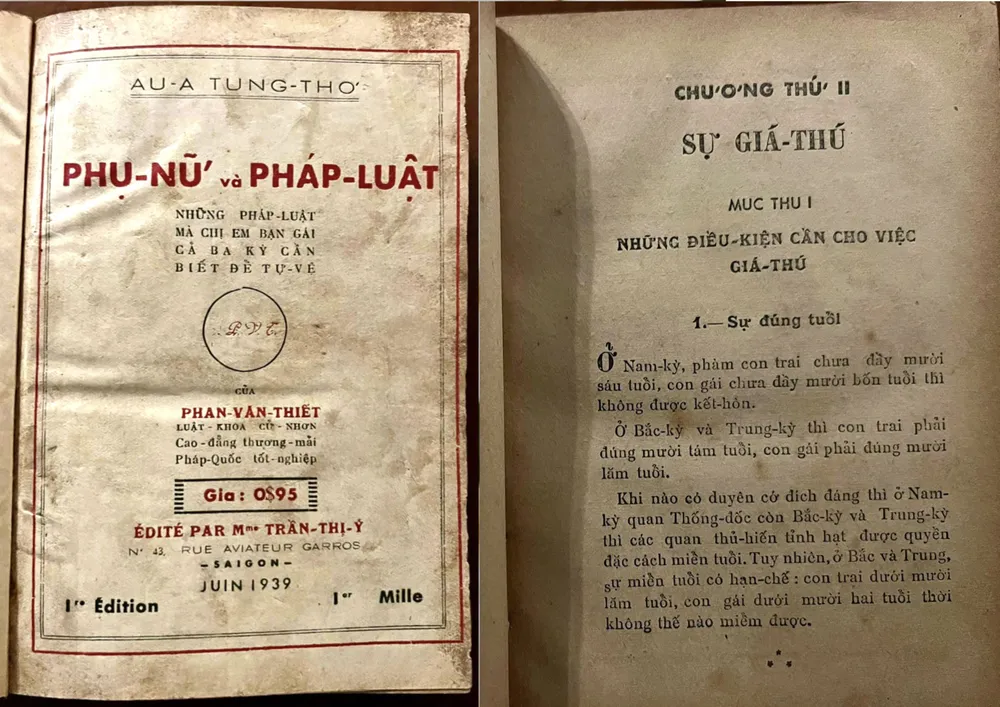 AU-A TUNG-THƠ
PHỤ-NỮ và PHÁP-LUẬT
NHỮNG PHÁP-LUẬT
MÀ CHỊ EM BẠN GÁI
CẢ BA KỲ CẦN
BIẾT ĐỂ TỰ-VỆ
P. V. T.
CỦA
PHAN-VĂN-THIẾT
LUẬT-KHOA CỬ-NHƠN
Cao-đẳng thương-mãi
Pháp-Quốc tốt-nghiệp
Gia: 0$95
ÉDITÉ PAR Mme TRẦN-THỊ-Ý
N° 43, RUE AVIATEUR GARROS
—SAIGON—
JUIN 1939
1re Édition 1er Mille
CHƯƠNG THỨ II
SỰ GIÁ-THÚ
MUC THU I
NHỮNG ĐIỀU-KIỆN CẦN CHO VIỆC
GIÁ-THÚ
1.— Sự đúng tuổi
Ở Nam-kỳ, phàm con trai chưa đầy mười
sáu tuổi, con gái chưa đầy mười bốn tuổi thì
không được kết-hôn.
Ở Bắc-kỳ và Trung-kỳ thì con trai phải
đúng mười tám tuổi, con gái phải đúng mười
lăm tuổi.
Khi nào có duyên cớ đích đáng thì ở Nam-
kỳ quan Thống-đốc còn Bắc-kỳ và Trung-kỳ
thì các quan thủ-hiến tỉnh hạt được quyền
đặc cách miễn tuổi. Tuy nhiên, ở Bắc và Trung,
sự miễn tuổi có hạn-chế : con trai dưới mười
lăm tuổi, con gái dưới mười hai tuổi thời
không thể nào miễm được.